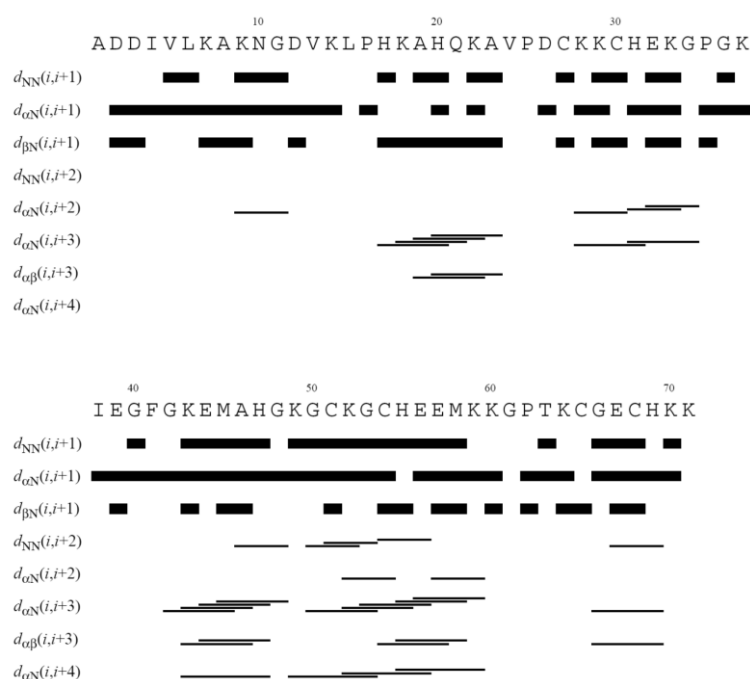 10 20 30
ADDIVLKAKNGDVKLPHKAHQKAVPDCKKCHEKGPGK
dNN(i,i+1)
dαN(i,i+1)
dβN(i,i+1)
dNN(i,i+2)
dαN(i,i+2)
dαN(i,i+3)
dαβ(i,i+3)
dαN(i,i+4)
40 50 60 70
IEGFGKEMAHGKGCKGCHEEMKKGPTKCGECHKK
dNN(i,i+1)
dαN(i,i+1)
dβN(i,i+1)
dNN(i,i+2)
dαN(i,i+2)
dαN(i,i+3)
dαβ(i,i+3)
dαN(i,i+4)